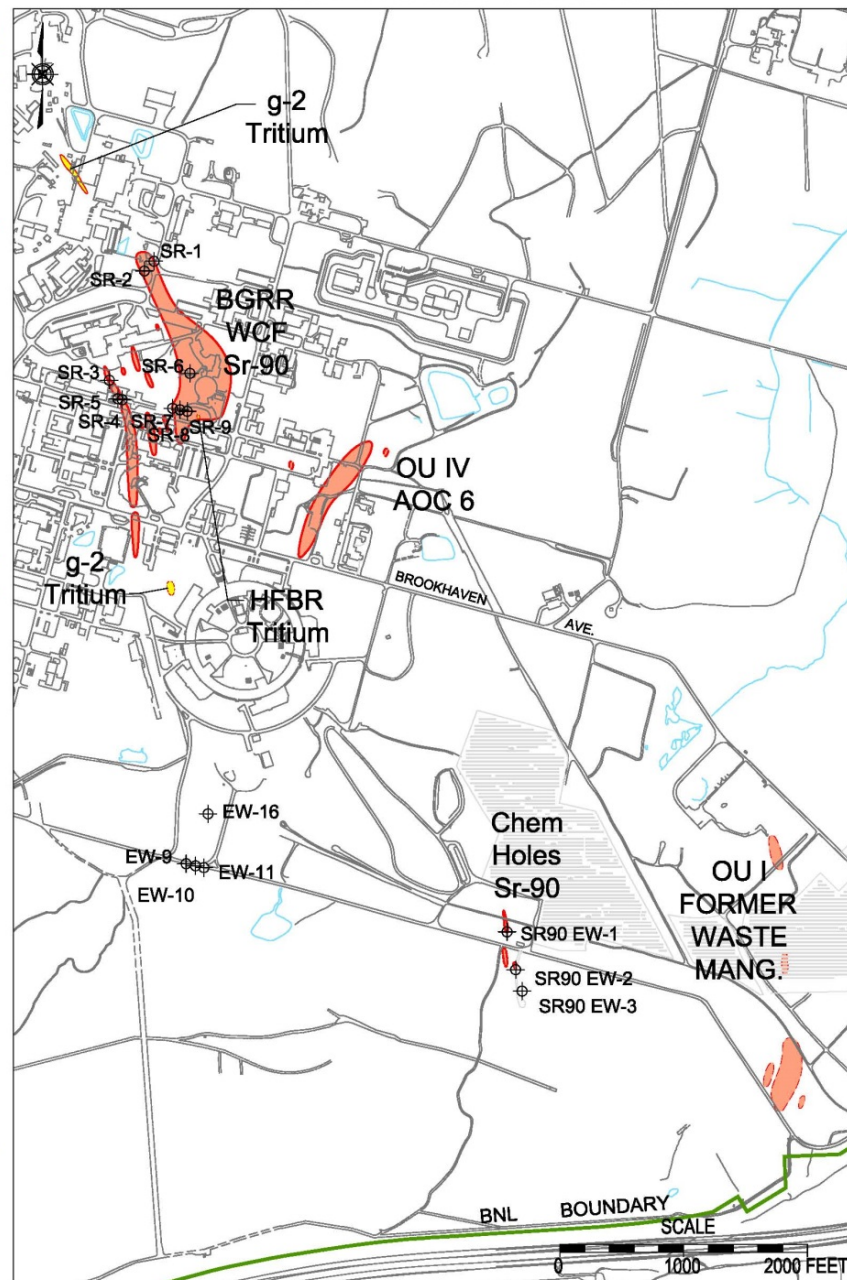 g-2
Tritium
SR-1
SR-2
BGRR
WCF
Sr-90
SR-3
SR-6
SR-5
SR-4
SR-7
SR-8
SR-9
OU IV
AOC 6
g-2
Tritium
HFBR
Tritium
BROOKHAVEN
AVE.
EW-16
EW-9
EW-11
EW-10
Chem
Holes
Sr-90
SR90 EW-1
SR90 EW-2
SR90 EW-3
OU I
FORMER
WASTE
MANG.
BNL BOUNDARY
SCALE
0 1000 2000 FEET